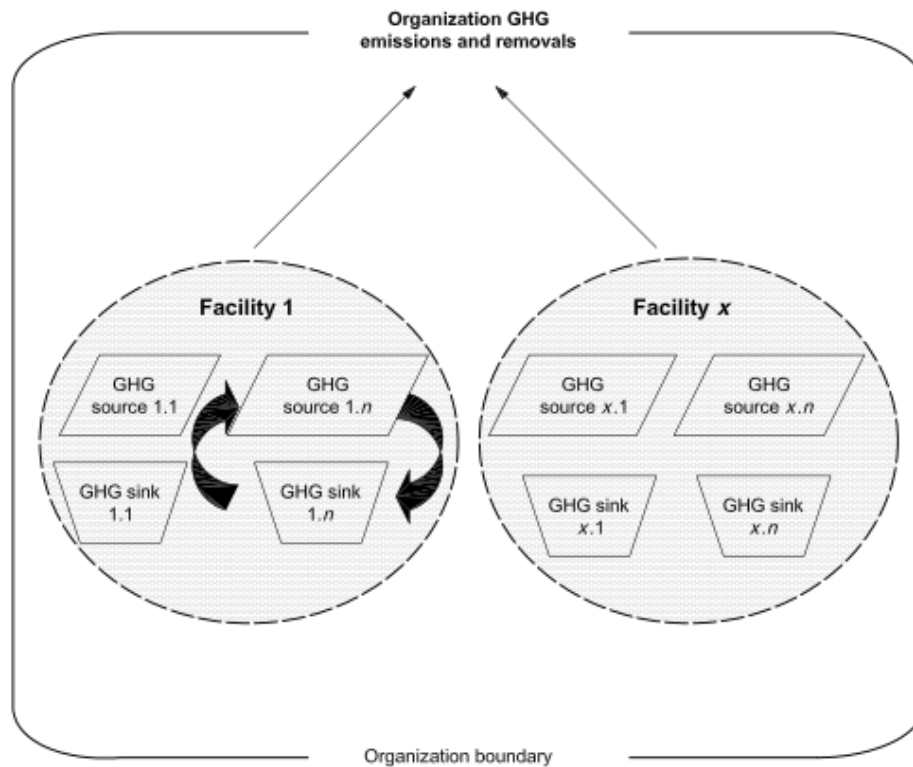 Organization GHG
emissions and removals
Facility 1
GHG
source 1.1
GHG
source 1.n
GHG sink
1.1
GHG sink
1.n
Facility x
GHG
source x.1
GHG
source x.n
GHG sink
x.1
GHG sink
x.n
Organization boundary